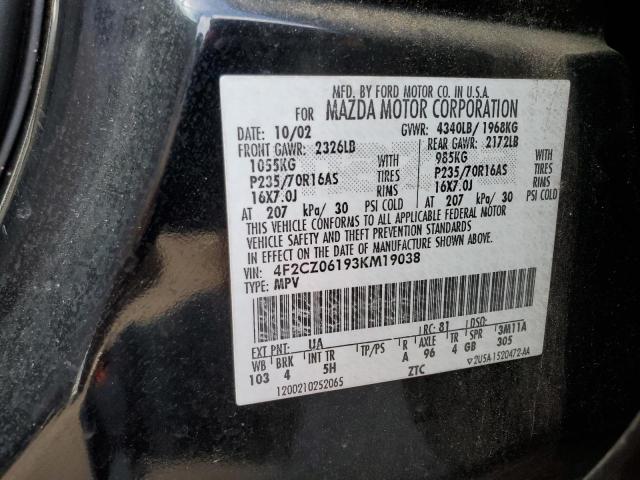 MFD. BY FORD MOTOR CO. IN U.S.A.
FOR MAZDA MOTOR CORPORATION
DATE: 10/02 GVWR: 4340LB/1968KG
FRONT GAWR: 2326LB REAR GAWR: 2172LB
1055KG WITH 985KG WITH
P235/70R16AS TIRES P235/70R16AS TIRES
16X7.0J RIMS 16X7.0J RIMS
AT 207 kPa/ 30 PSI COLD AT 207 kPa/ 30 PSI COLD
THIS VEHICLE CONFORMS TO ALL APPLICABLE FEDERAL MOTOR
VEHICLE SAFETY AND THEFT PREVENTION STANDARDS
IN EFFECT ON THE DATE OF MANUFACTURE SHOWN ABOVE.
VIN: 4F2CZ06193KM19038
TYPE: MPV
EXT PNT: UA RC: 81 DSO: 3M11A
WB BRK INT TR TP/PS R AXLE TR SPR
103 4 5H A 96 4 GB 305
1200210252065 ZTC ▽2U5A-1520472-AA